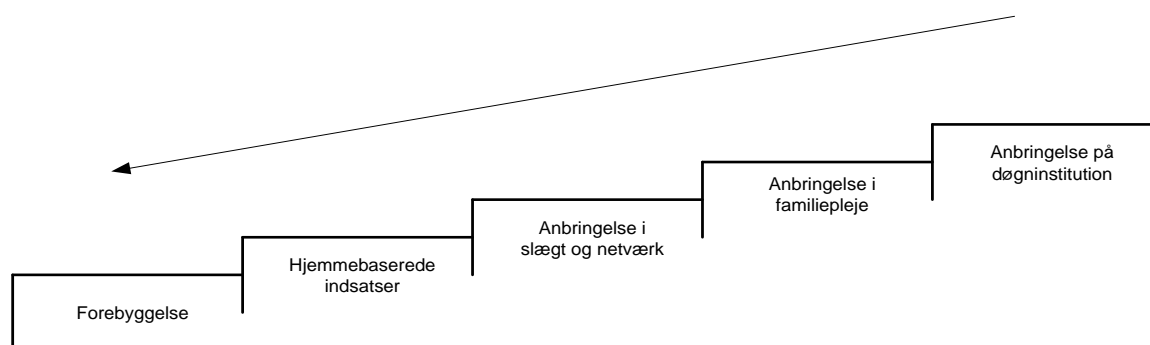 Forebyggelse
Hjemmebaserede
indsatser
Anbringelse i
slægt og netværk
Anbringelse i
familiepleje
Anbringelse på
døgninstitution